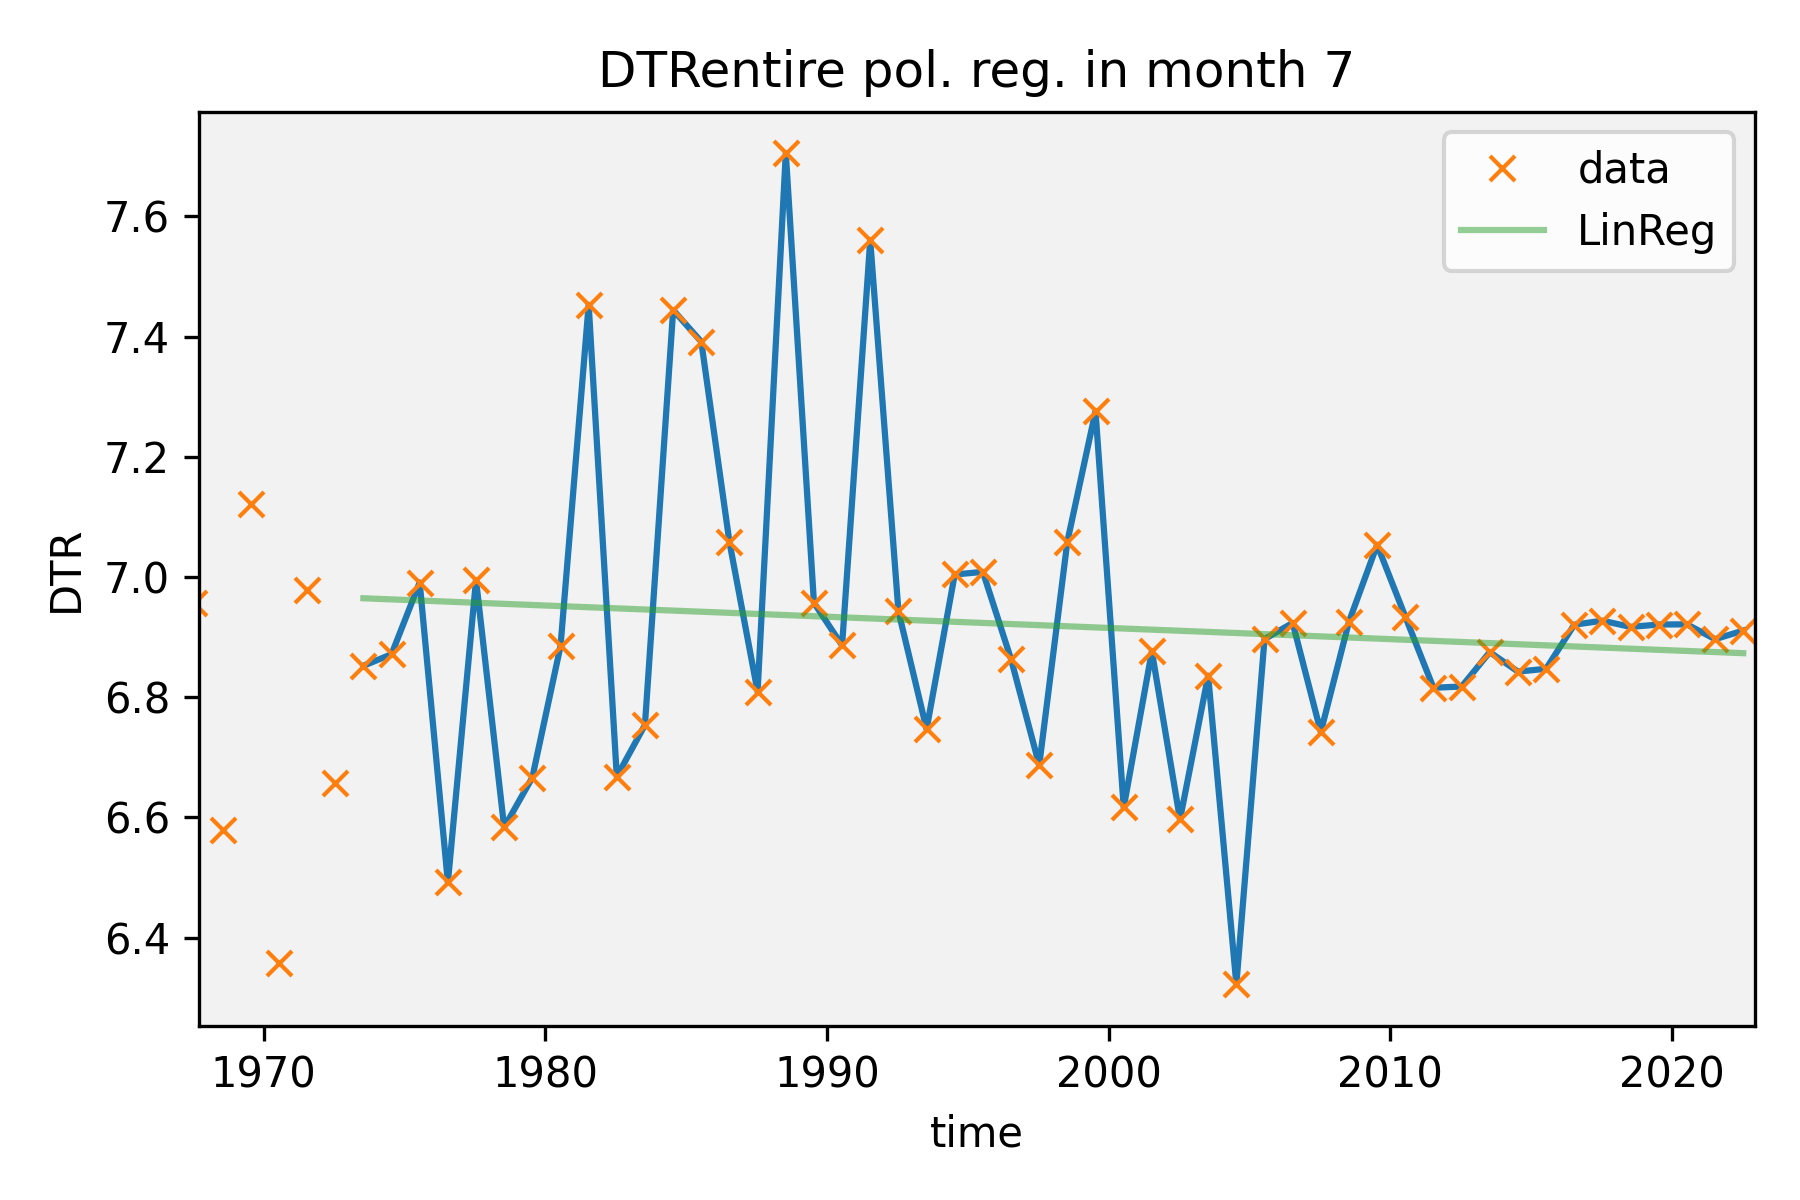 DTRentire pol. reg. in month 7
data
LinReg
7.6
7.4
7.2
7.0
6.8
6.6
6.4
DTR
1970 1980 1990 2000 2010 2020
time